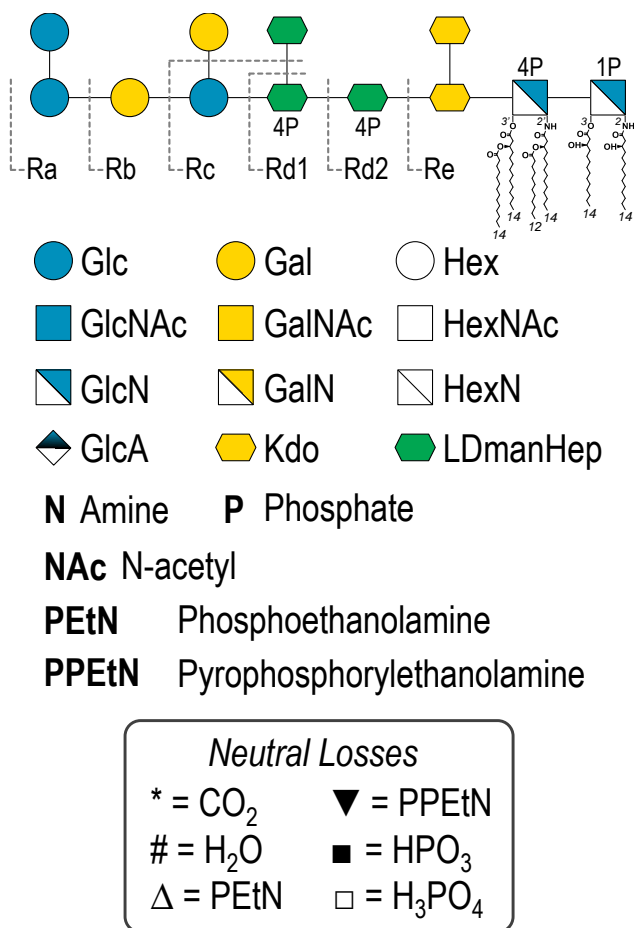 4P 1P
4P 4P
3' 2' 3 2
O NH O NH
O O O O
O O OH OH
O O
-Ra -Rb -Rc -Rd1 -Rd2 -Re
14 14 14 14
14 12
Glc Gal Hex
GlcNAc GalNAc HexNAc
GlcN GalN HexN
GlcA Kdo LDmanHep
N Amine P Phosphate
NAc N-acetyl
PEtN Phosphoethanolamine
PPEtN Pyrophosphorylethanolamine
Neutral Losses
* = CO₂ ▼ = PPEtN
# = H₂O ■ = HPO₃
Δ = PEtN □ = H₃PO₄